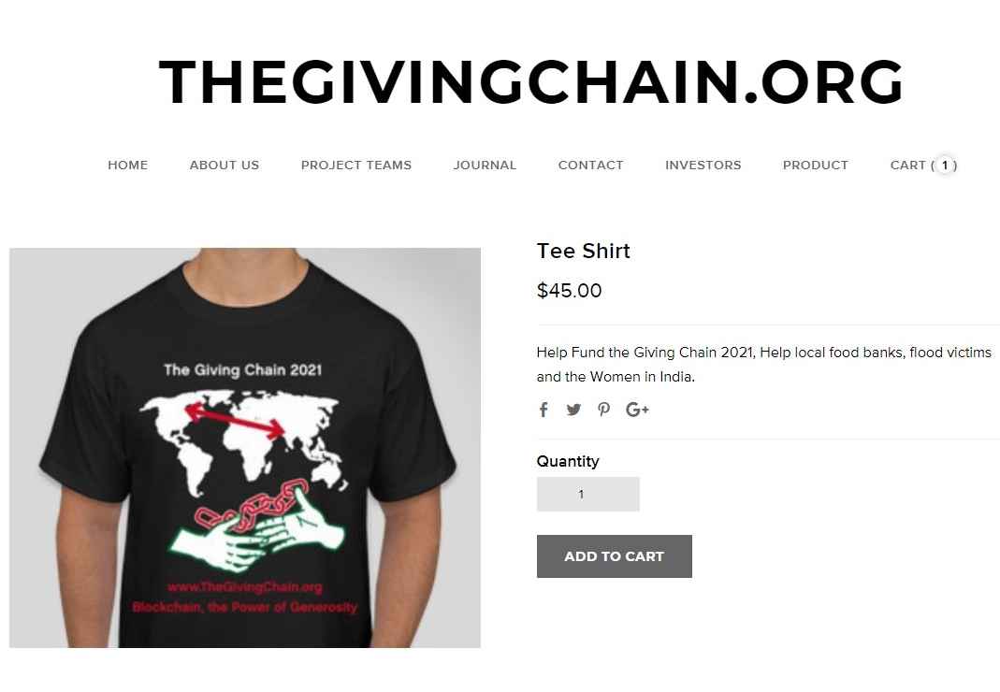 THEGIVINGCHAIN.ORG
HOME ABOUT US PROJECT TEAMS JOURNAL CONTACT INVESTORS PRODUCT CART (1)
Tee Shirt
$45.00
Help Fund the Giving Chain 2021, Help local food banks, flood victims
and the Women in India.
G+
Quantity
1
ADD TO CART
The Giving Chain 2021
www.TheGivingChain.org
Blockchain, the Power of Generosity